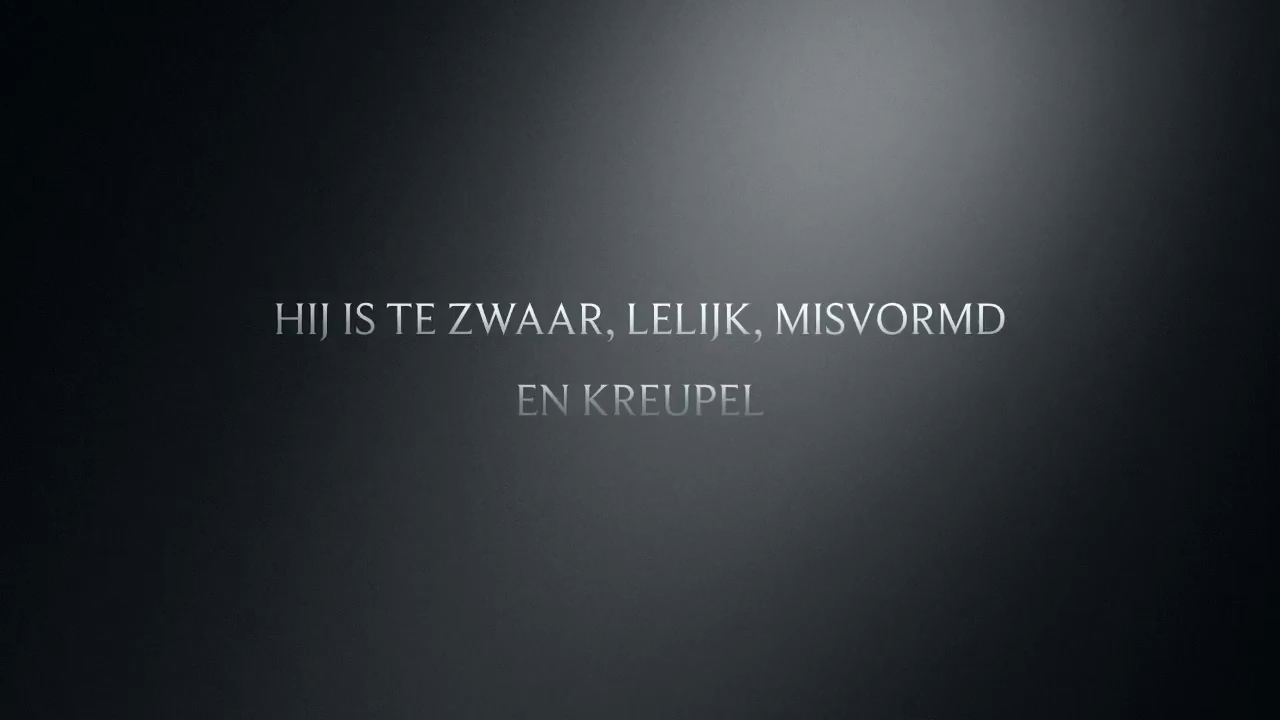 HIJ IS TE ZWAAR, LELIJK, MISVORMD
EN KREUPEL